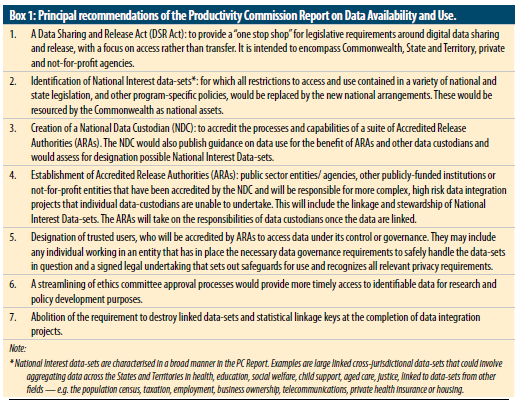 Box 1: Principal recommendations of the Productivity Commission Report on Data Availability and Use.
1. A Data Sharing and Release Act (DSR Act): to provide a "one stop shop" for legislative requirements around digital data sharing
and release, with a focus on access rather than transfer. It is intended to encompass Commonwealth, State and Territory, private
and not-for-profit agencies.
2. Identification of National Interest data-sets*: for which all restrictions to access and use contained in a variety of national and
state legislation, and other program-specific policies, would be replaced by the new national arrangements. These would be
resourced by the Commonwealth as national assets.
3. Creation of a National Data Custodian (NDC): to accredit the processes and capabilities of a suite of Accredited Release
Authorities (ARAs). The NDC would also publish guidance on data use for the benefit of ARAs and other data custodians and
would assess for designation possible National Interest Data-sets.
4. Establishment of Accredited Release Authorities (ARAs): public sector entities/ agencies, other publicly-funded institutions or
not-for-profit entities that have been accredited by the NDC and will be responsible for more complex, high risk data integration
projects that individual data-custodians are unable to undertake. This will include the linkage and stewardship of National
Interest Data-sets. The ARAs will take on the responsibilities of data custodians once the data are linked.
5. Designation of trusted users, who will be accredited by ARAs to access data under its control or governance. They may include
any individual working in an entity that has in place the necessary data governance requirements to safely handle the data-sets
in question and a signed legal undertaking that sets out safeguards for use and recognizes all relevant privacy requirements.
6. A streamlining of ethics committee approval processes would provide more timely access to identifiable data for research and
policy development purposes.
7. Abolition of the requirement to destroy linked data-sets and statistical linkage keys at the completion of data integration
projects.
Note:
* National Interest data-sets are characterised in a broad manner in the PC Report. Examples are large linked cross-jurisdictional data-sets that could involve
aggregating data across the States and Territories in health, education, social welfare, child support, aged care, justice, linked to data-sets from other
fields — e.g. the population census, taxation, employment, business ownership, telecommunications, private health insurance or housing.